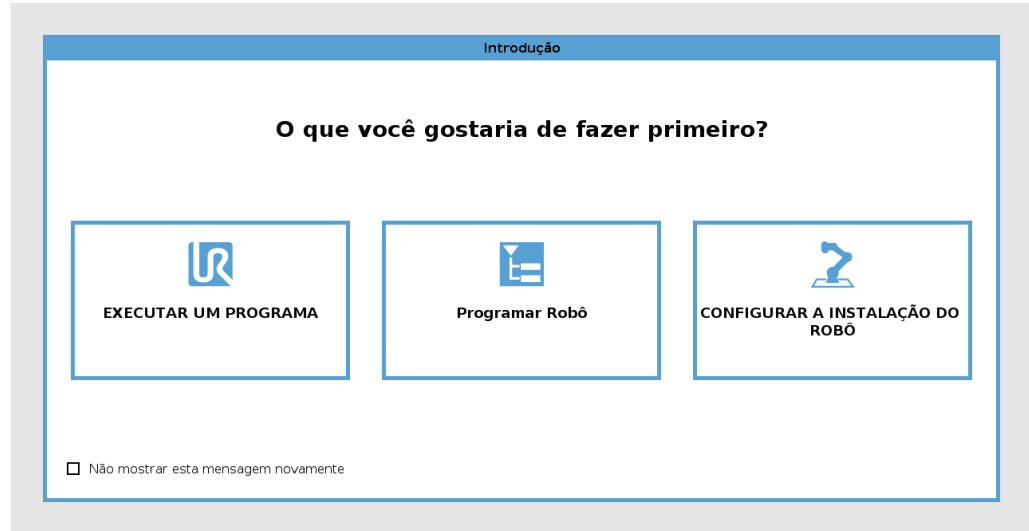 Introdução
O que você gostaria de fazer primeiro?
EXECUTAR UM PROGRAMA
Programar Robô
CONFIGURAR A INSTALAÇÃO DO
ROBÔ
Não mostrar esta mensagem novamente